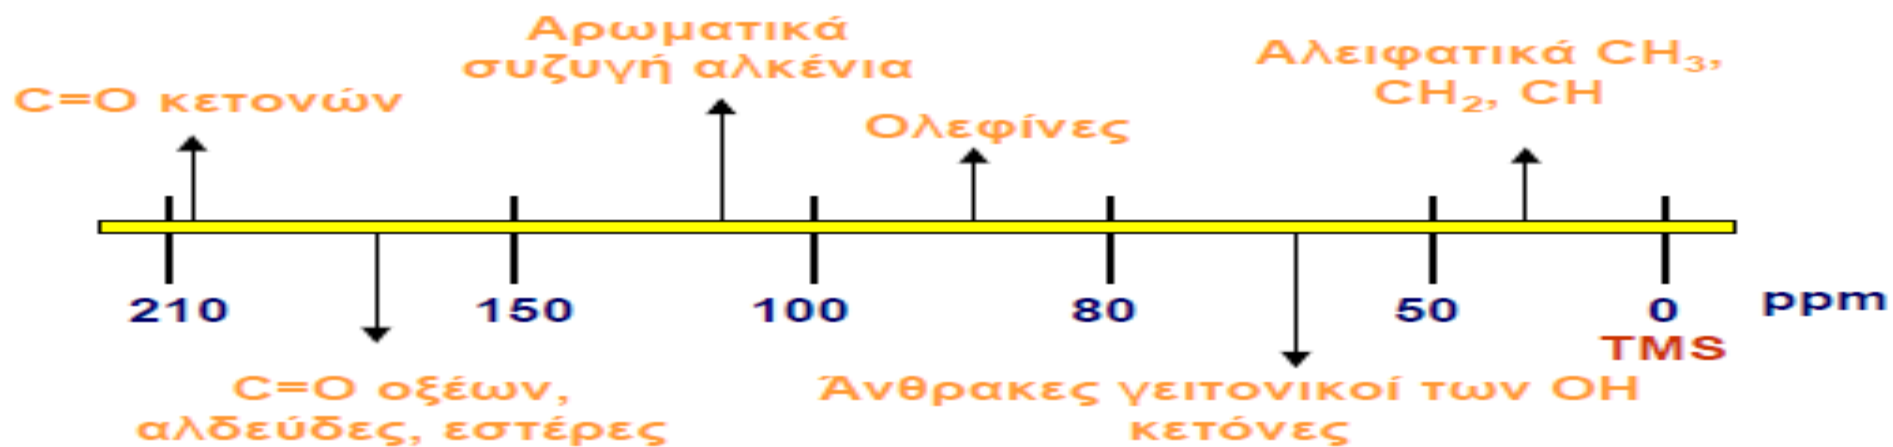 Αρωματικά
συζυγή αλκένια
Αλειφατικά CH₃,
CH₂, CH
C=O κετονών
Ολεφίνες
210 150 100 80 50 0 ppm
TMS
C=O οξέων,
αλδεύδες, εστέρες
Άνθρακες γειτονικοί των OH
κετόνες